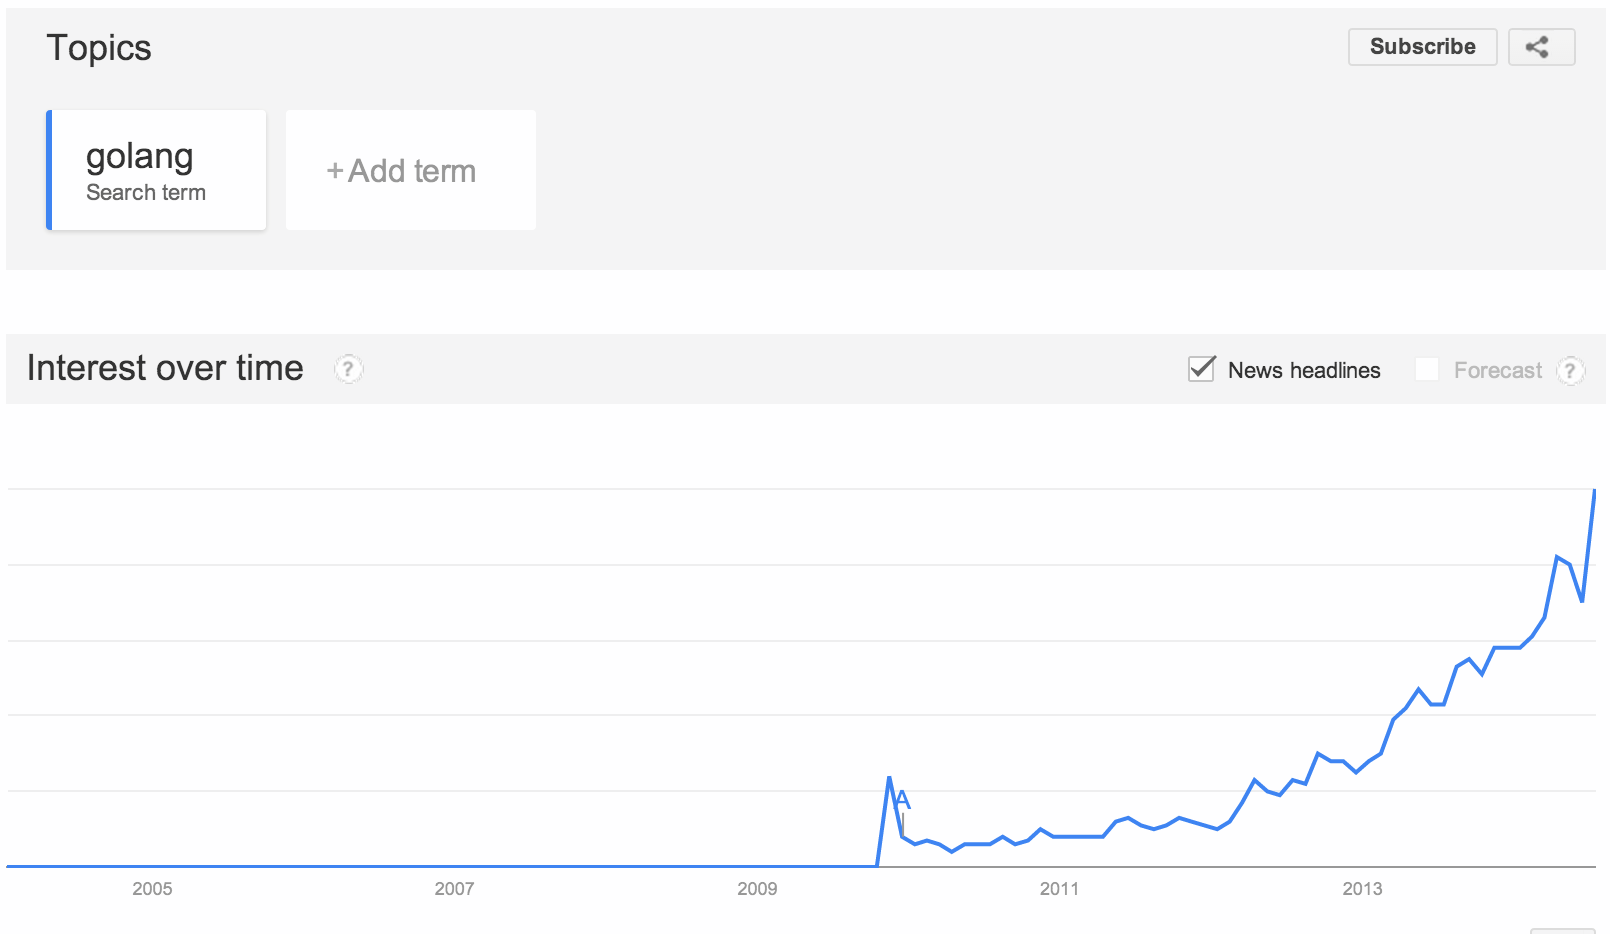 Topics
Subscribe
golang
Search term
+Add term
Interest over time ?
News headlines
Forecast ?
A
2005 2007 2009 2011 2013